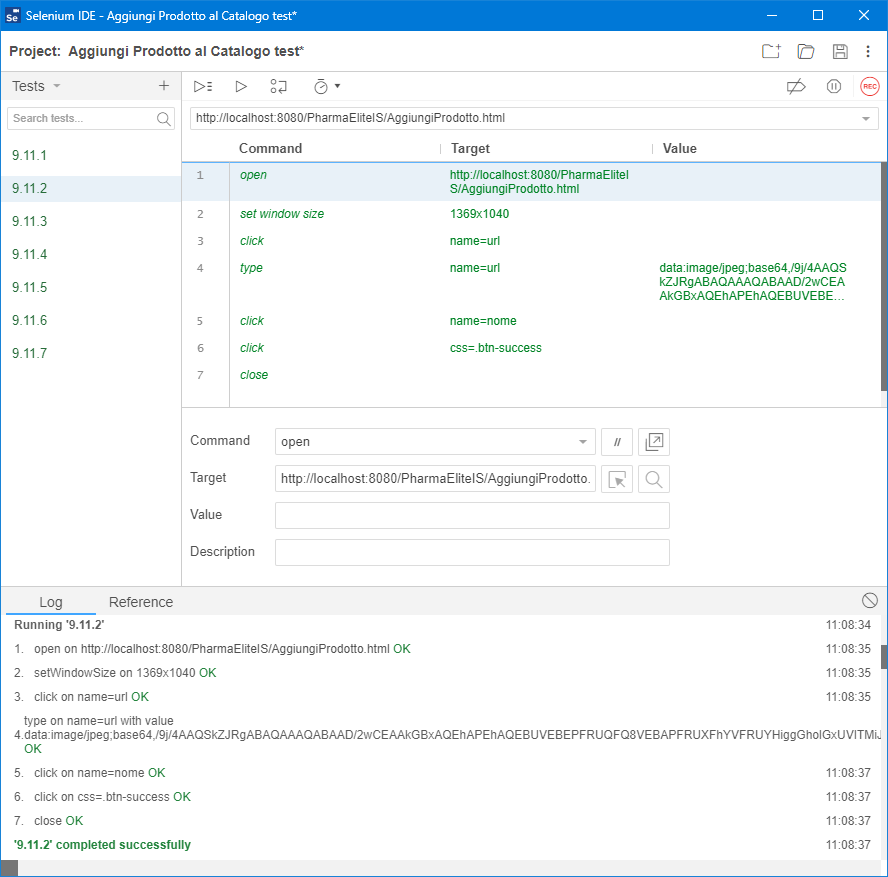 Se Selenium IDE - Aggiungi Prodotto al Catalogo test*
Project: Aggiungi Prodotto al Catalogo test*
Tests
Search tests...
9.11.1
9.11.2
9.11.3
9.11.4
9.11.5
9.11.6
9.11.7
REC
http://localhost:8080/PharmaEliteIS/AggiungiProdotto.html
Command Target Value
1 open http://localhost:8080/PharmaEliteI
S/AggiungiProdotto.html
2 set window size 1369x1040
3 click name=url
4 type name=url data:image/jpeg;base64,/9j/4AAQS
kZJRgABAQAAAQABAAD/2wCEA
AkGBxAQEhAPEhAQEBUVEBE...
5 click name=nome
6 click css=.btn-success
7 close
Command open //
Target http://localhost:8080/PharmaEliteIS/AggiungiProdotto.
Value
Description
Log Reference
Running '9.11.2' 11:08:34
1. open on http://localhost:8080/PharmaEliteIS/AggiungiProdotto.html OK 11:08:35
2. setWindowSize on 1369x1040 OK 11:08:35
3. click on name=url OK 11:08:35
type on name=url with value
4.data:image/jpeg;base64,/9j/4AAQSkZJRgABAQAAAQABAAD/2wCEAAkGBxAQEhAPEhAQEBUVEBEPFRUQFQ8VEBAPFRUXFhYVFRUYHiggGholGxUVITMiJ
OK
5. click on name=nome OK 11:08:37
6. click on css=.btn-success OK 11:08:37
7. close OK 11:08:37
'9.11.2' completed successfully 11:08:37